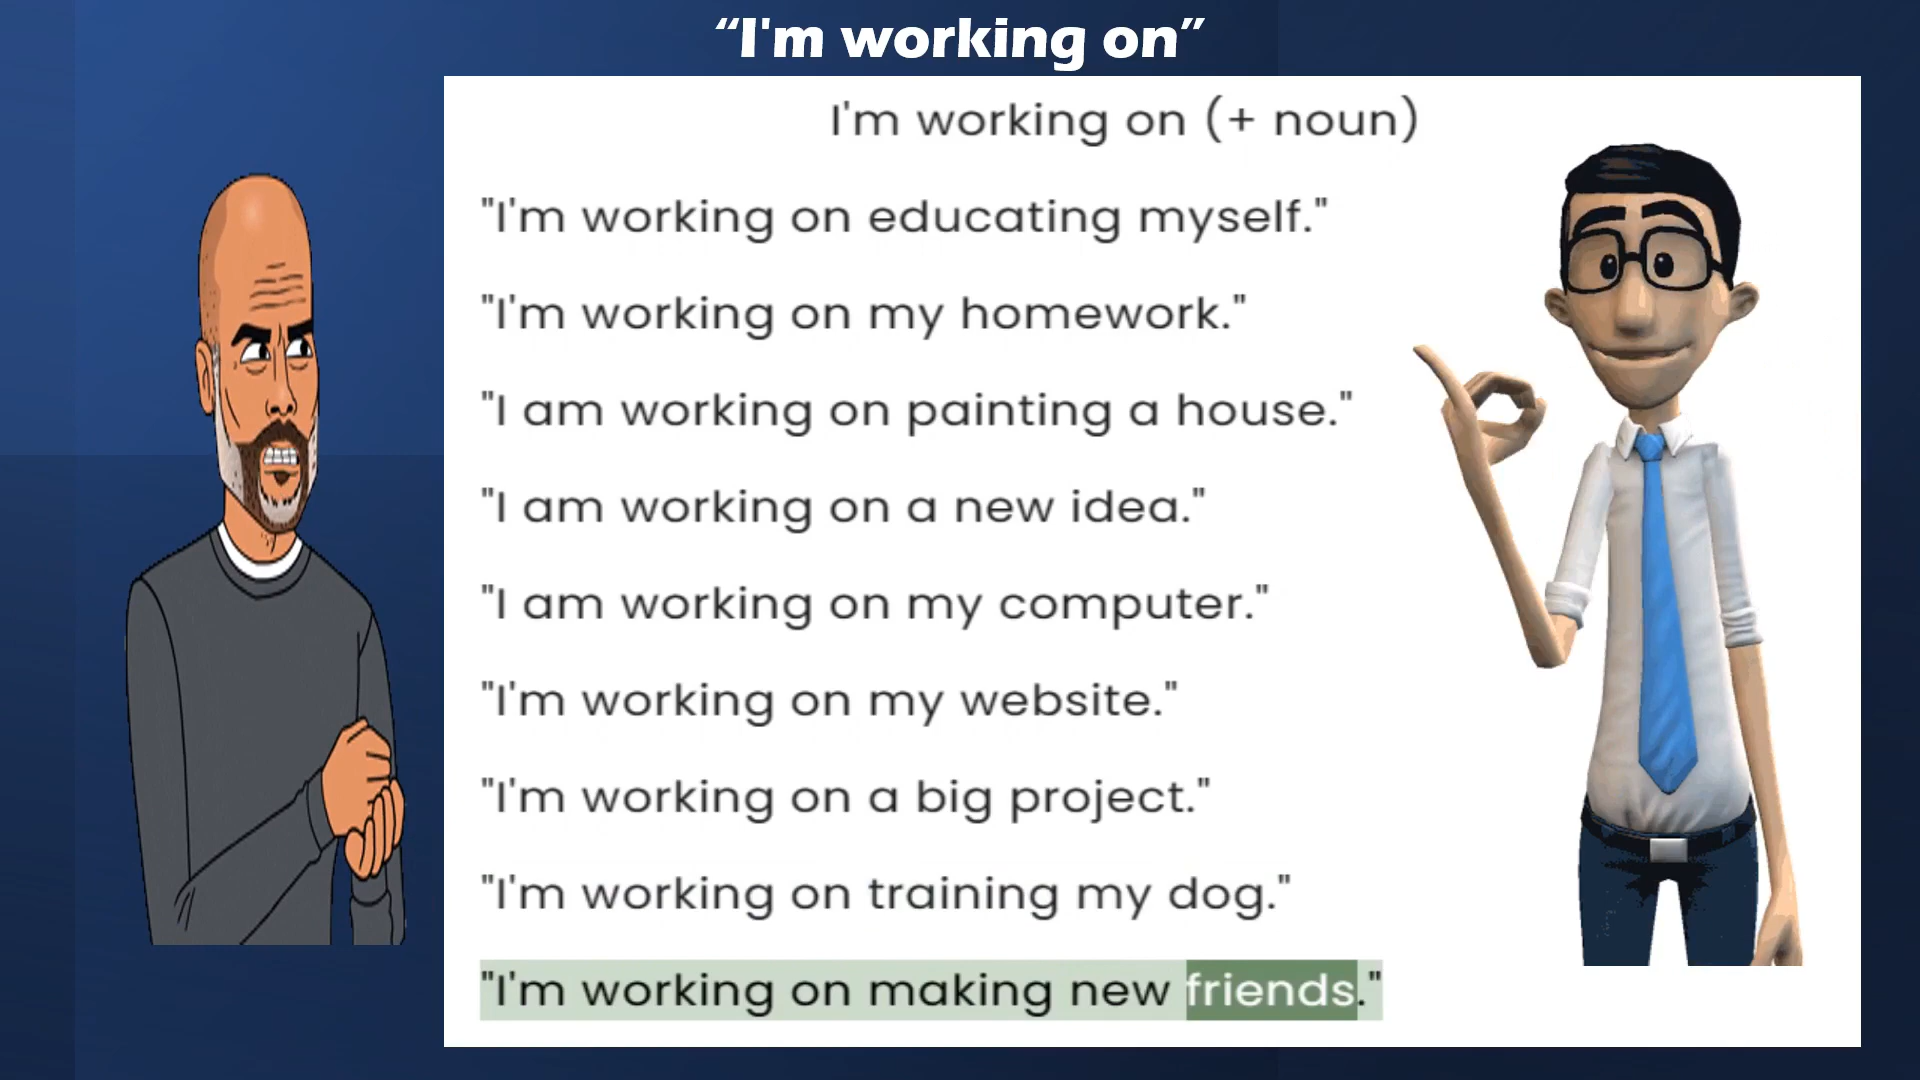 “I'm working on”
I'm working on (+ noun)
"I'm working on educating myself."
"I'm working on my homework."
"I am working on painting a house."
"I am working on a new idea."
"I am working on my computer."
"I'm working on my website."
"I'm working on a big project."
"I'm working on training my dog."
"I'm working on making new friends."